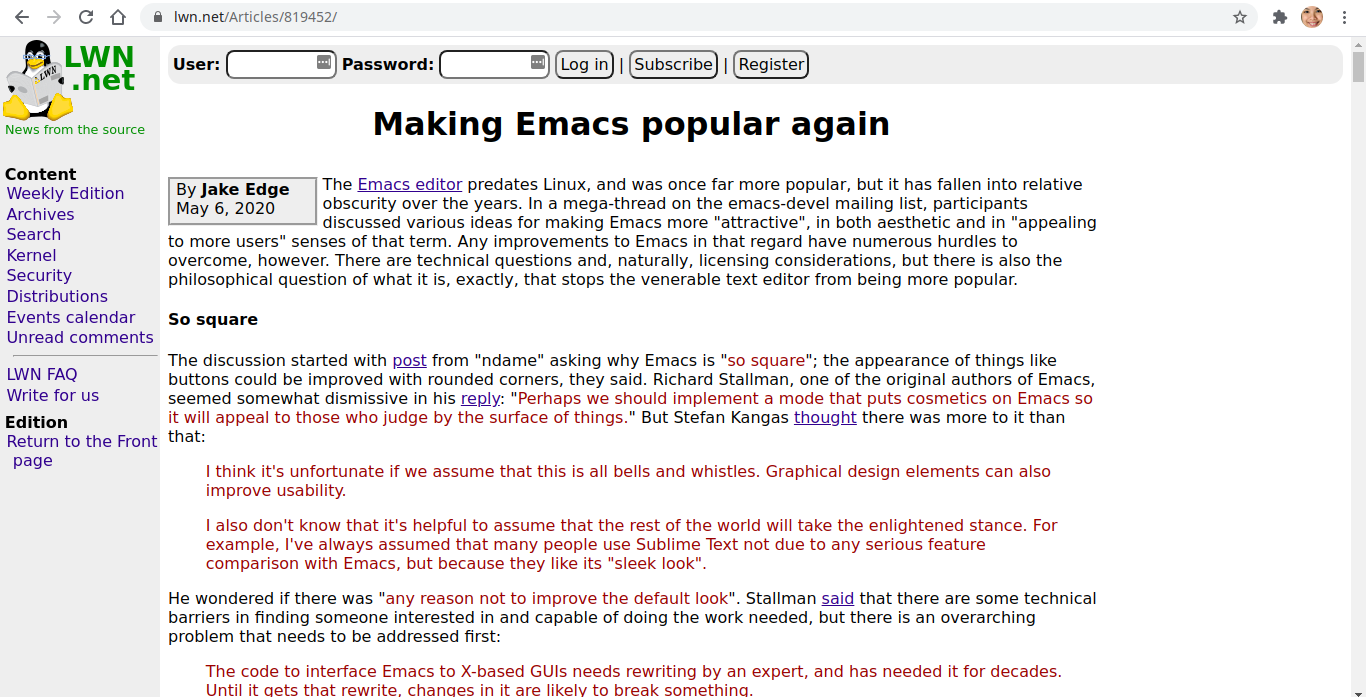 lwn.net/Articles/819452/
LWN
.net
LWN
News from the source
User: Password: Log in | Subscribe | Register
Content
Weekly Edition
Archives
Search
Kernel
Security
Distributions
Events calendar
Unread comments
LWN FAQ
Write for us
Edition
Return to the Front
page
Making Emacs popular again
By Jake Edge
May 6, 2020
The Emacs editor predates Linux, and was once far more popular, but it has fallen into relative
obscurity over the years. In a mega-thread on the emacs-devel mailing list, participants
discussed various ideas for making Emacs more "attractive", in both aesthetic and in "appealing
to more users" senses of that term. Any improvements to Emacs in that regard have numerous hurdles to
overcome, however. There are technical questions and, naturally, licensing considerations, but there is also the
philosophical question of what it is, exactly, that stops the venerable text editor from being more popular.
So square
The discussion started with post from "ndame" asking why Emacs is "so square"; the appearance of things like
buttons could be improved with rounded corners, they said. Richard Stallman, one of the original authors of Emacs,
seemed somewhat dismissive in his reply: "Perhaps we should implement a mode that puts cosmetics on Emacs so
it will appeal to those who judge by the surface of things." But Stefan Kangas thought there was more to it than
that:
I think it's unfortunate if we assume that this is all bells and whistles. Graphical design elements can also
improve usability.
I also don't know that it's helpful to assume that the rest of the world will take the enlightened stance. For
example, I've always assumed that many people use Sublime Text not due to any serious feature
comparison with Emacs, but because they like its "sleek look".
He wondered if there was "any reason not to improve the default look". Stallman said that there are some technical
barriers in finding someone interested in and capable of doing the work needed, but there is an overarching
problem that needs to be addressed first:
The code to interface Emacs to X-based GUIs needs rewriting by an expert, and has needed it for decades.
Until it gets that rewrite, changes in it are likely to break something.